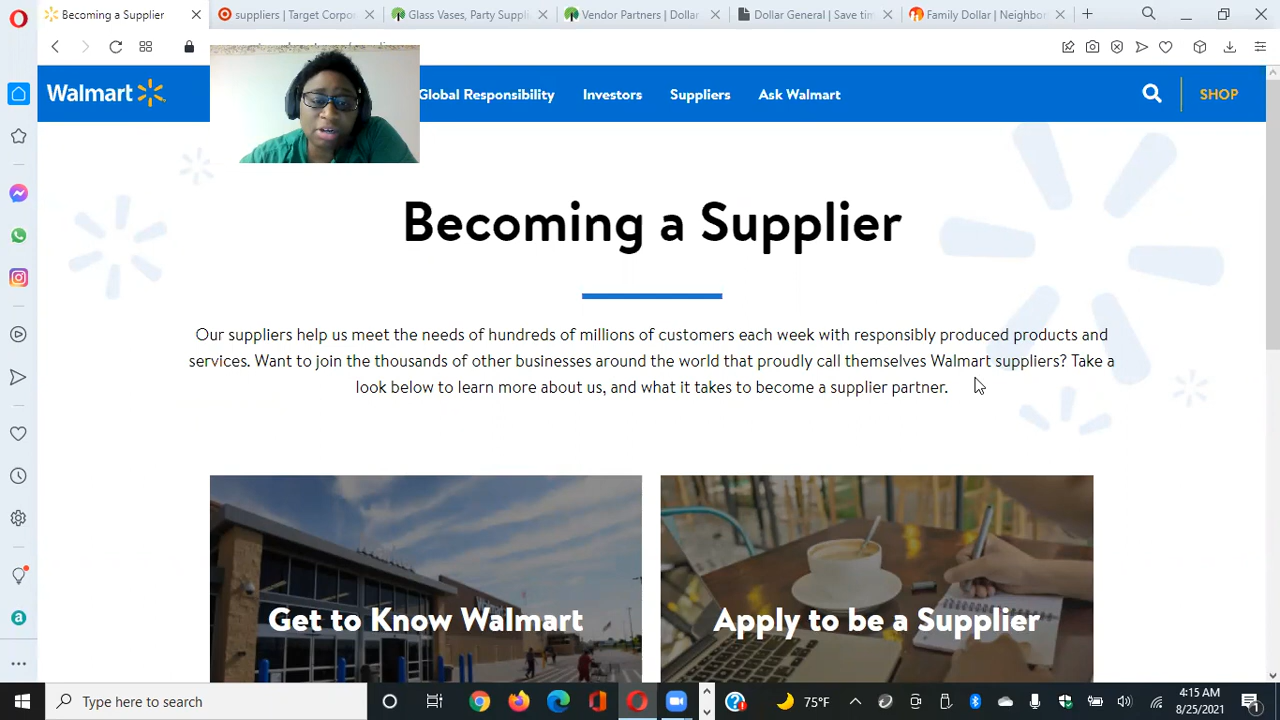 Becoming a Supplier
suppliers | Target Corpo
Glass Vases, Party Suppli
Vendor Partners | Dollar
Dollar General | Save tim
Family Dollar | Neighbor
Walmart
Global Responsibility
Investors
Suppliers
Ask Walmart
SHOP
Becoming a Supplier
Our suppliers help us meet the needs of hundreds of millions of customers each week with responsibly produced products and
services. Want to join the thousands of other businesses around the world that proudly call themselves Walmart suppliers? Take a
look below to learn more about us, and what it takes to become a supplier partner.
Get to Know Walmart
Apply to be a Supplier
Type here to search
75°F
4:15 AM
8/25/2021